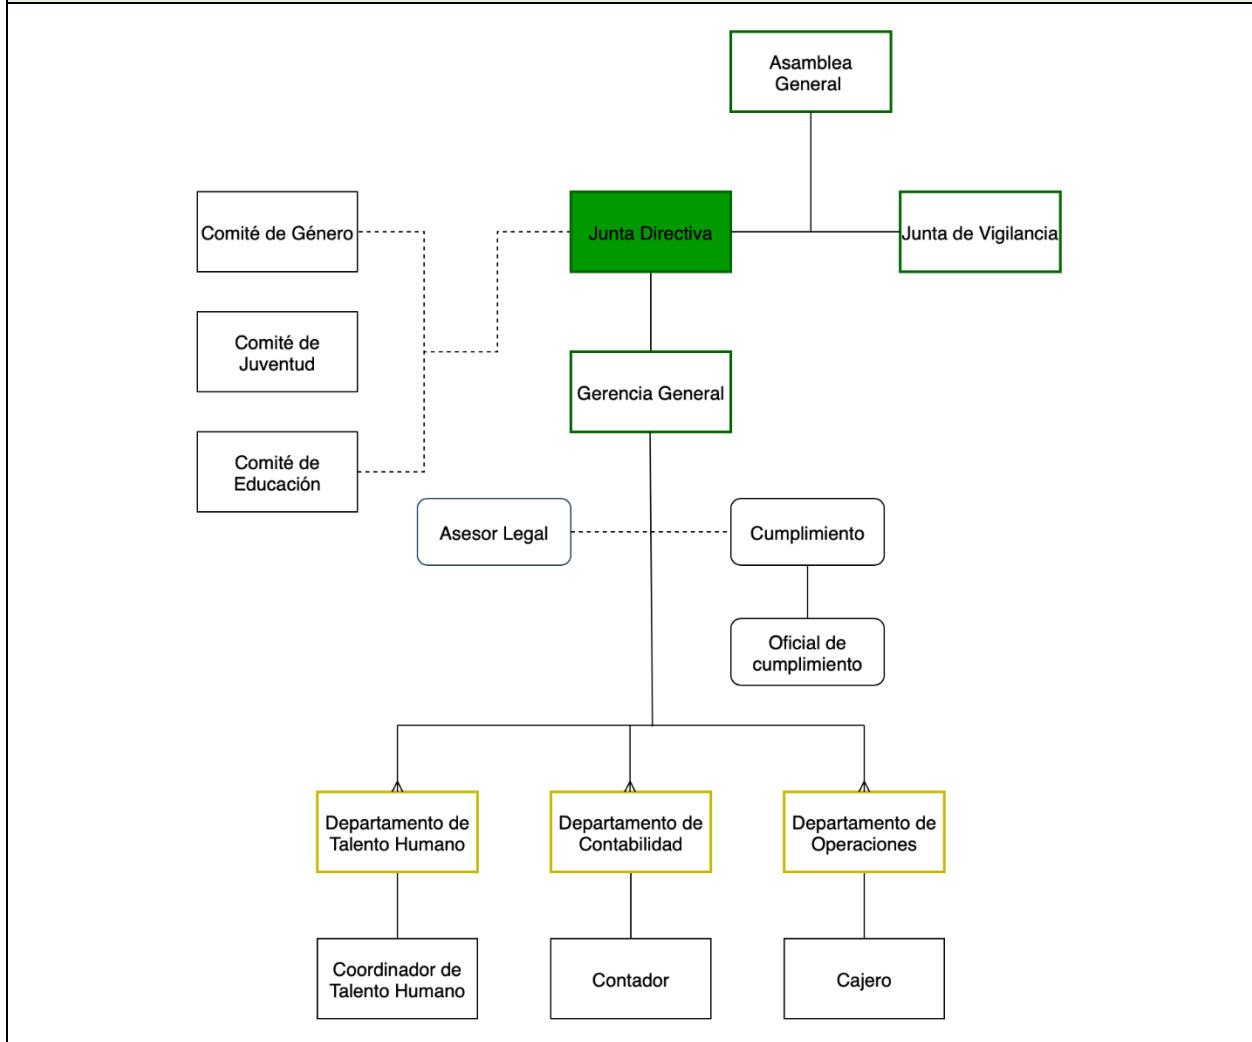 Asamblea
General
Comité de Género
Junta Directiva
Junta de Vigilancia
Comité de
Juventud
Gerencia General
Comité de
Educación
Asesor Legal
Cumplimiento
Oficial de
cumplimiento
Departamento de
Talento Humano
Departamento de
Contabilidad
Departamento de
Operaciones
Coordinador de
Talento Humano
Contador
Cajero